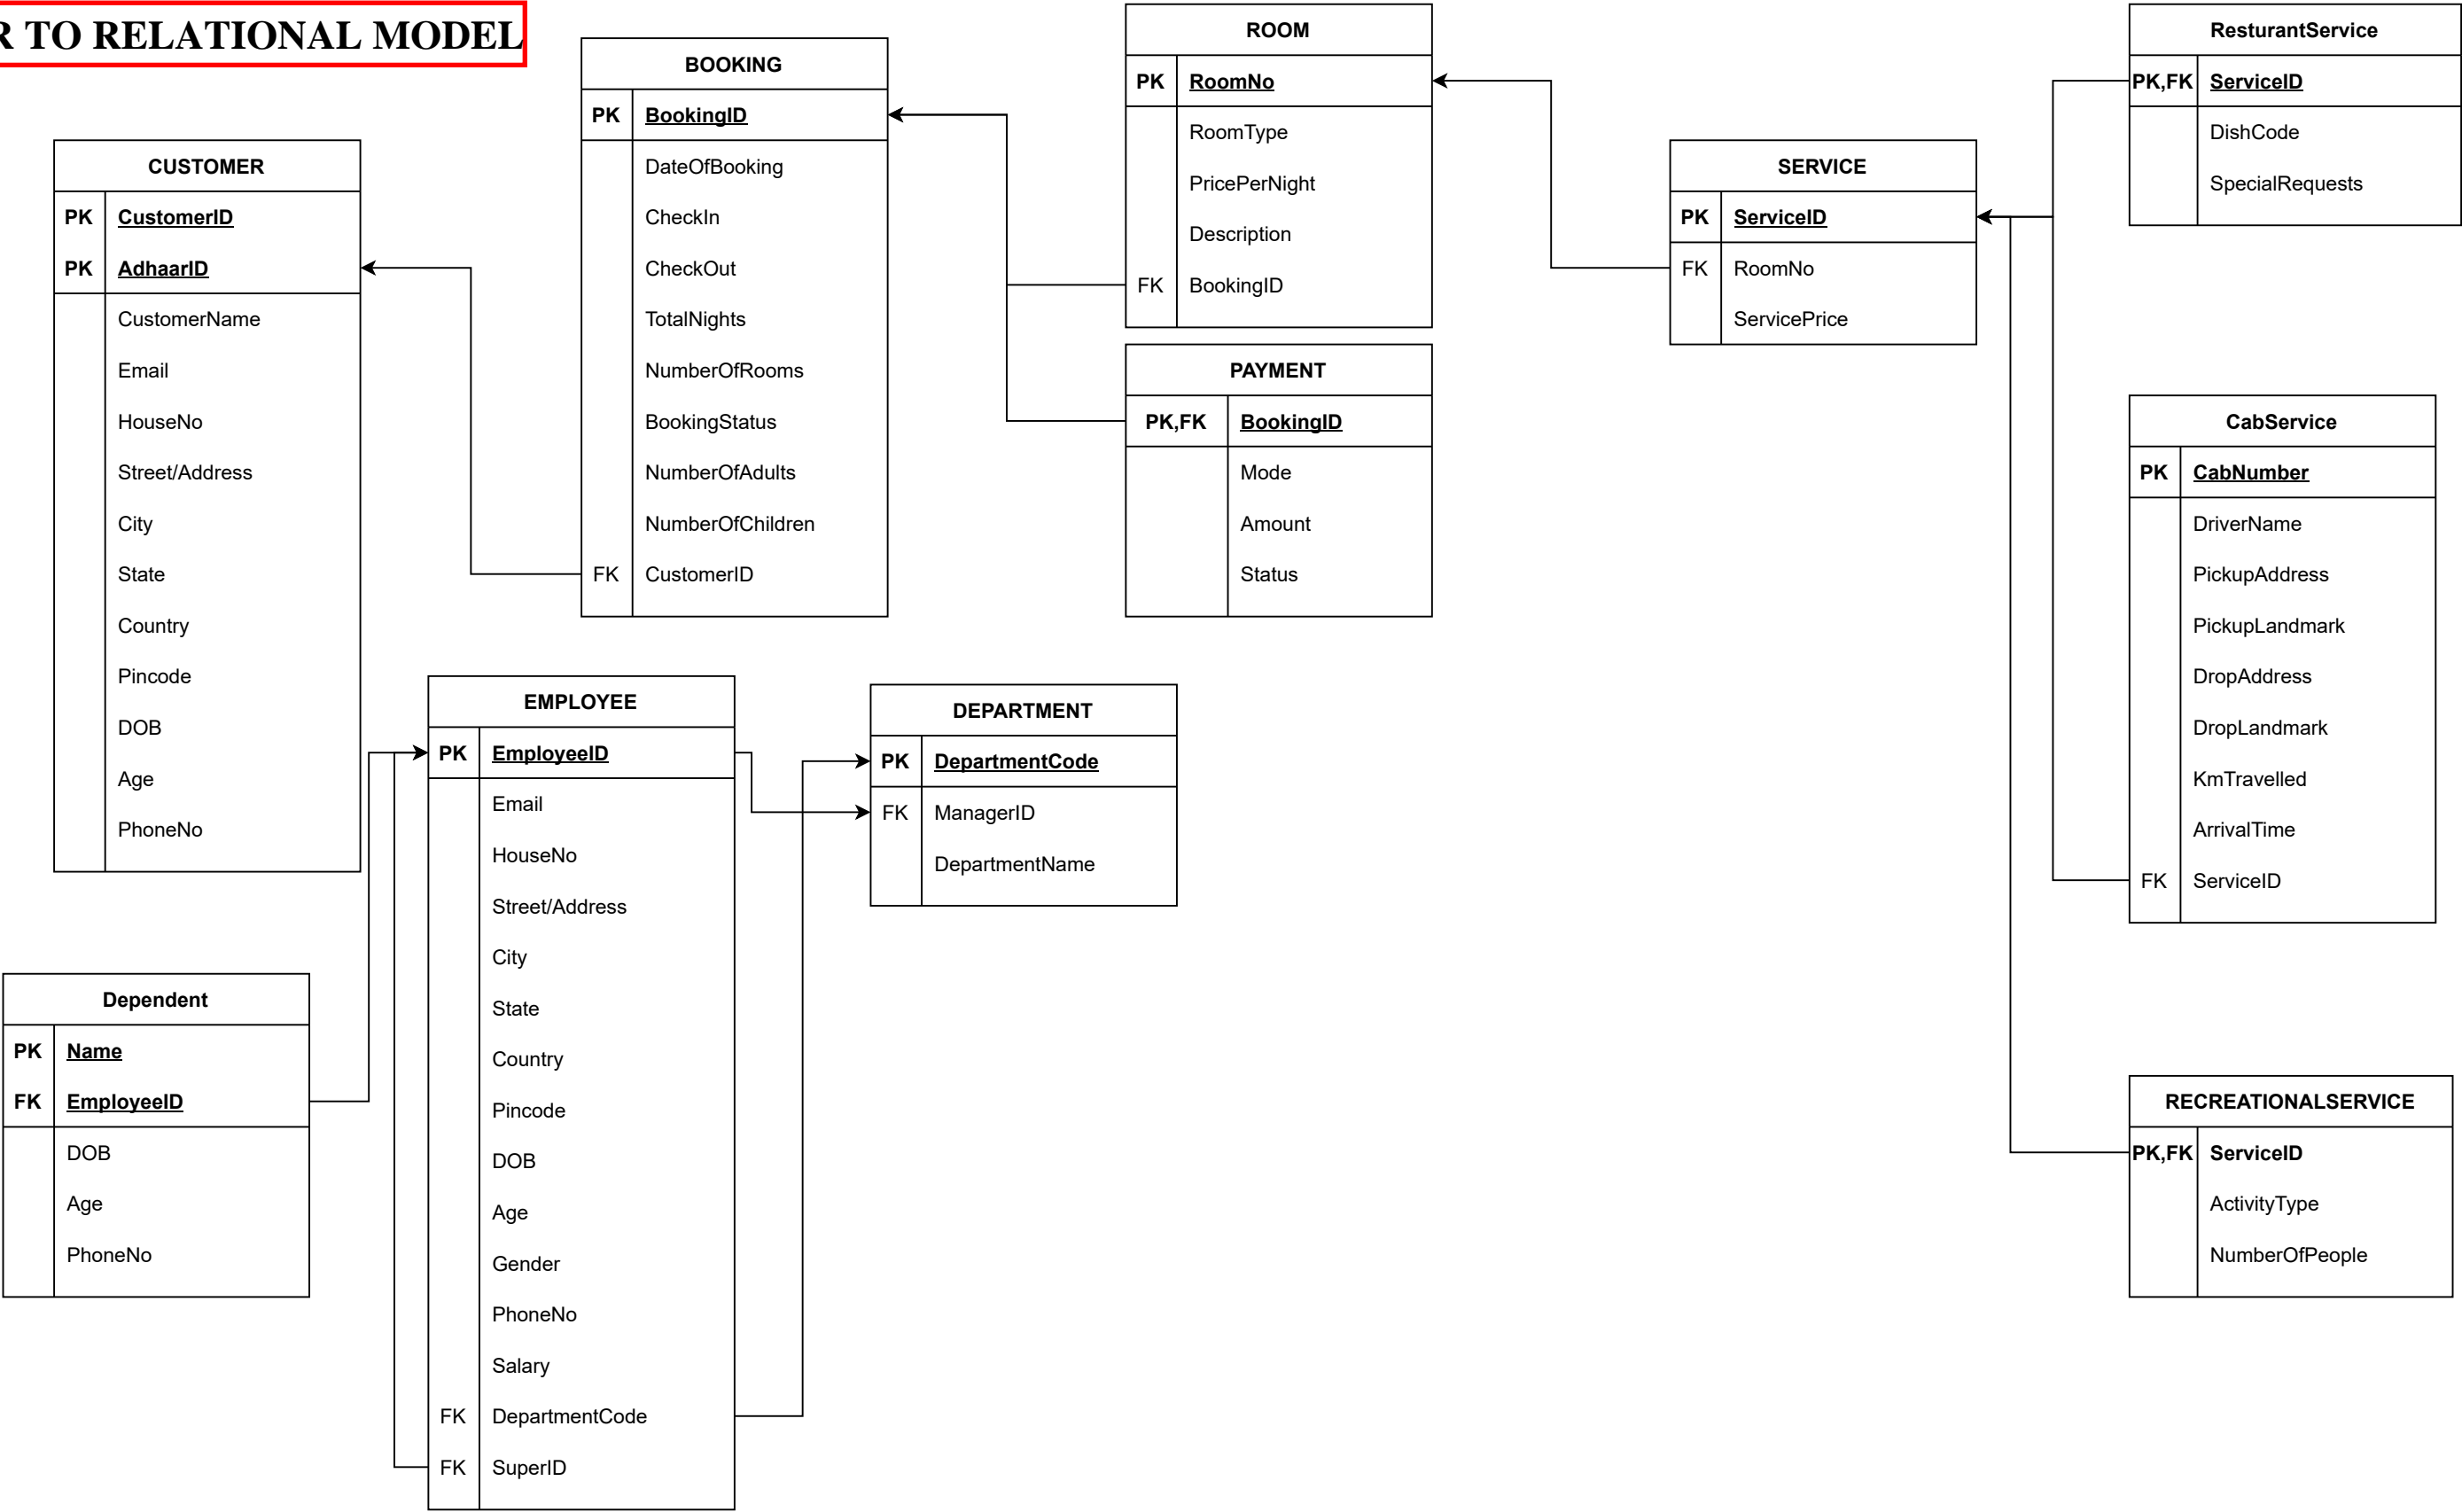 R TO RELATIONAL MODEL
CUSTOMER
PK CustomerID
PK AdhaarID
CustomerName
Email
HouseNo
Street/Address
City
State
Country
Pincode
DOB
Age
PhoneNo
BOOKING
PK BookingID
DateOfBooking
CheckIn
CheckOut
TotalNights
NumberOfRooms
BookingStatus
NumberOfAdults
NumberOfChildren
FK CustomerID
ROOM
PK RoomNo
RoomType
PricePerNight
Description
FK BookingID
PAYMENT
PK,FK BookingID
Mode
Amount
Status
SERVICE
PK ServiceID
FK RoomNo
ServicePrice
ResturantService
PK,FK ServiceID
DishCode
SpecialRequests
CabService
PK CabNumber
DriverName
PickupAddress
PickupLandmark
DropAddress
DropLandmark
KmTravelled
ArrivalTime
FK ServiceID
RECREATIONALSERVICE
PK,FK ServiceID
ActivityType
NumberOfPeople
EMPLOYEE
PK EmployeeID
Email
HouseNo
Street/Address
City
State
Country
Pincode
DOB
Age
Gender
PhoneNo
Salary
FK DepartmentCode
FK SuperID
DEPARTMENT
PK DepartmentCode
FK ManagerID
DepartmentName
Dependent
PK Name
FK EmployeeID
DOB
Age
PhoneNo